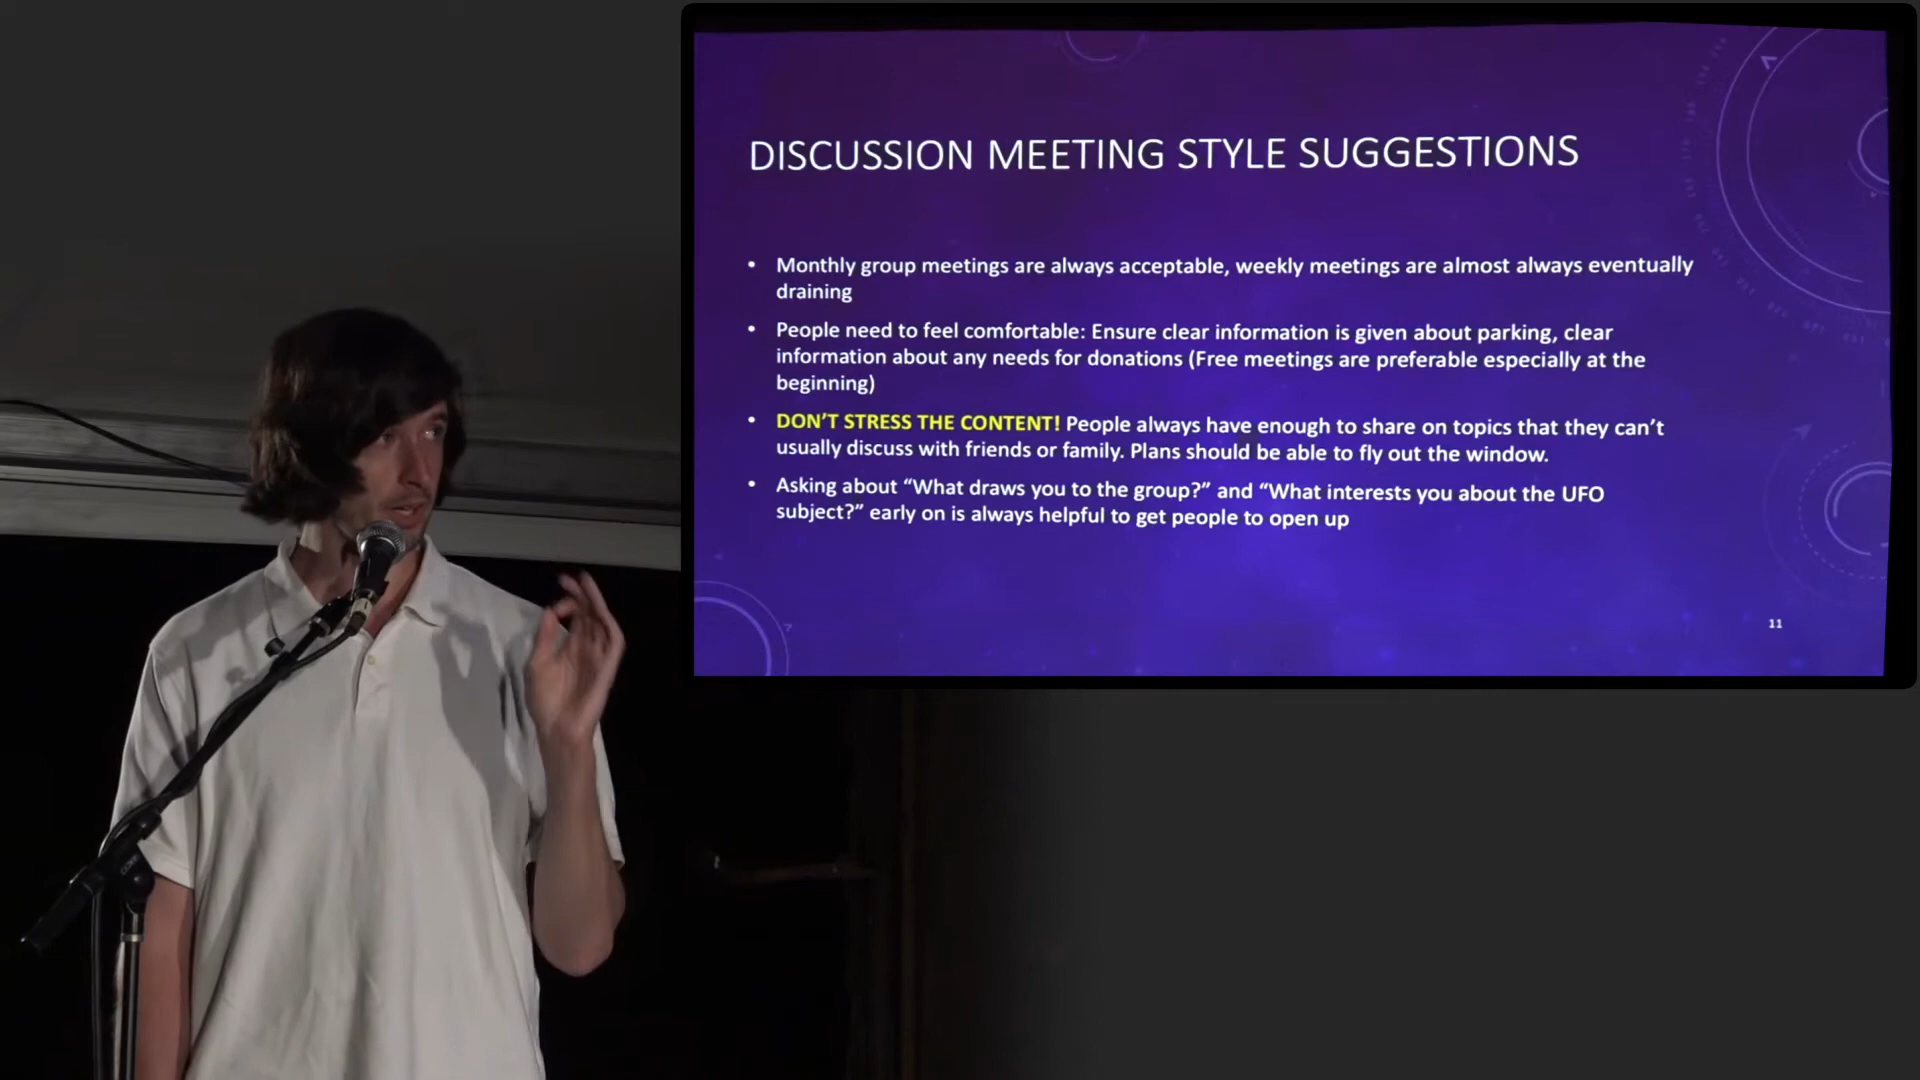 DISCUSSION MEETING STYLE SUGGESTIONS
• Monthly group meetings are always acceptable, weekly meetings are almost always eventually
draining
• People need to feel comfortable: Ensure clear information is given about parking, clear
information about any needs for donations (Free meetings are preferable especially at the
beginning)
• DON’T STRESS THE CONTENT! People always have enough to share on topics that they can’t
usually discuss with friends or family. Plans should be able to fly out the window.
• Asking about “What draws you to the group?” and “What interests you about the UFO
subject?” early on is always helpful to get people to open up
11